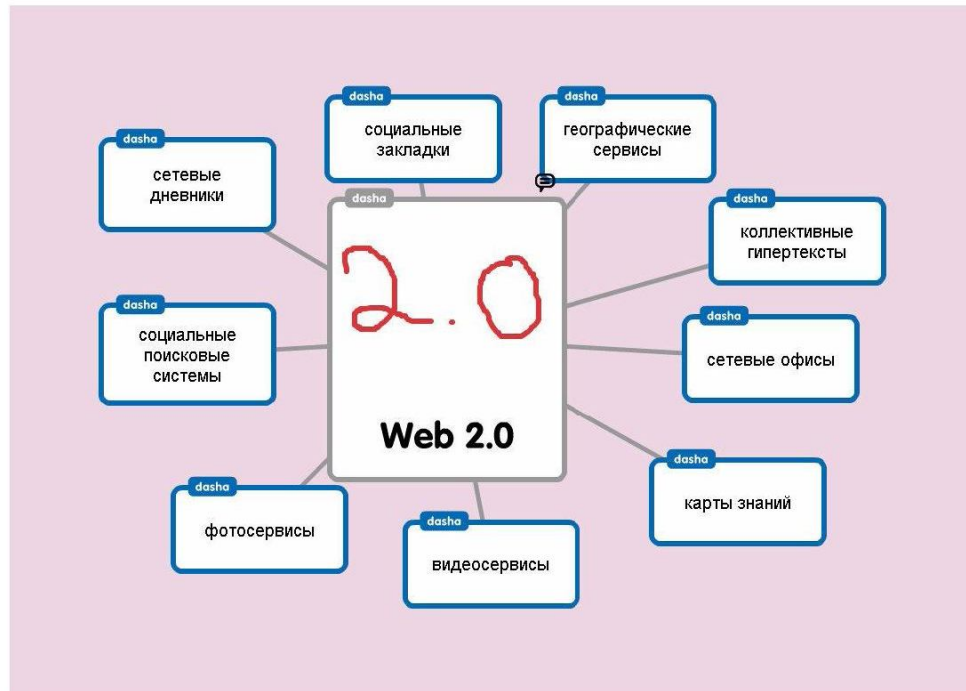 dasha
социальные
закладки
dasha
географические
сервисы
dasha
сетевые
дневники
dasha
2.0
Web 2.0
dasha
коллективные
гипертексты
dasha
социальные
поисковые
системы
dasha
сетевые офисы
dasha
карты знаний
dasha
фотосервисы
dasha
видеосервисы